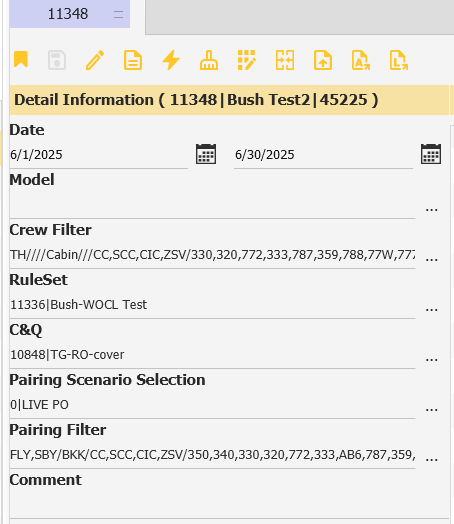 11348
Detail Information ( 11348|Bush Test2|45225 )
Date
6/1/2025 6/30/2025
Model
...
Crew Filter
TH////Cabin///CC,SCC,CIC,ZSV/330,320,772,333,787,359,788,77W,777 ...
RuleSet
11336|Bush-WOCL Test ...
C&Q
10848|TG-RO-cover ...
Pairing Scenario Selection
0|LIVE PO ...
Pairing Filter
FLY,SBY/BKK/CC,SCC,CIC,ZSV/350,340,330,320,772,333,AB6,787,359, ...
Comment